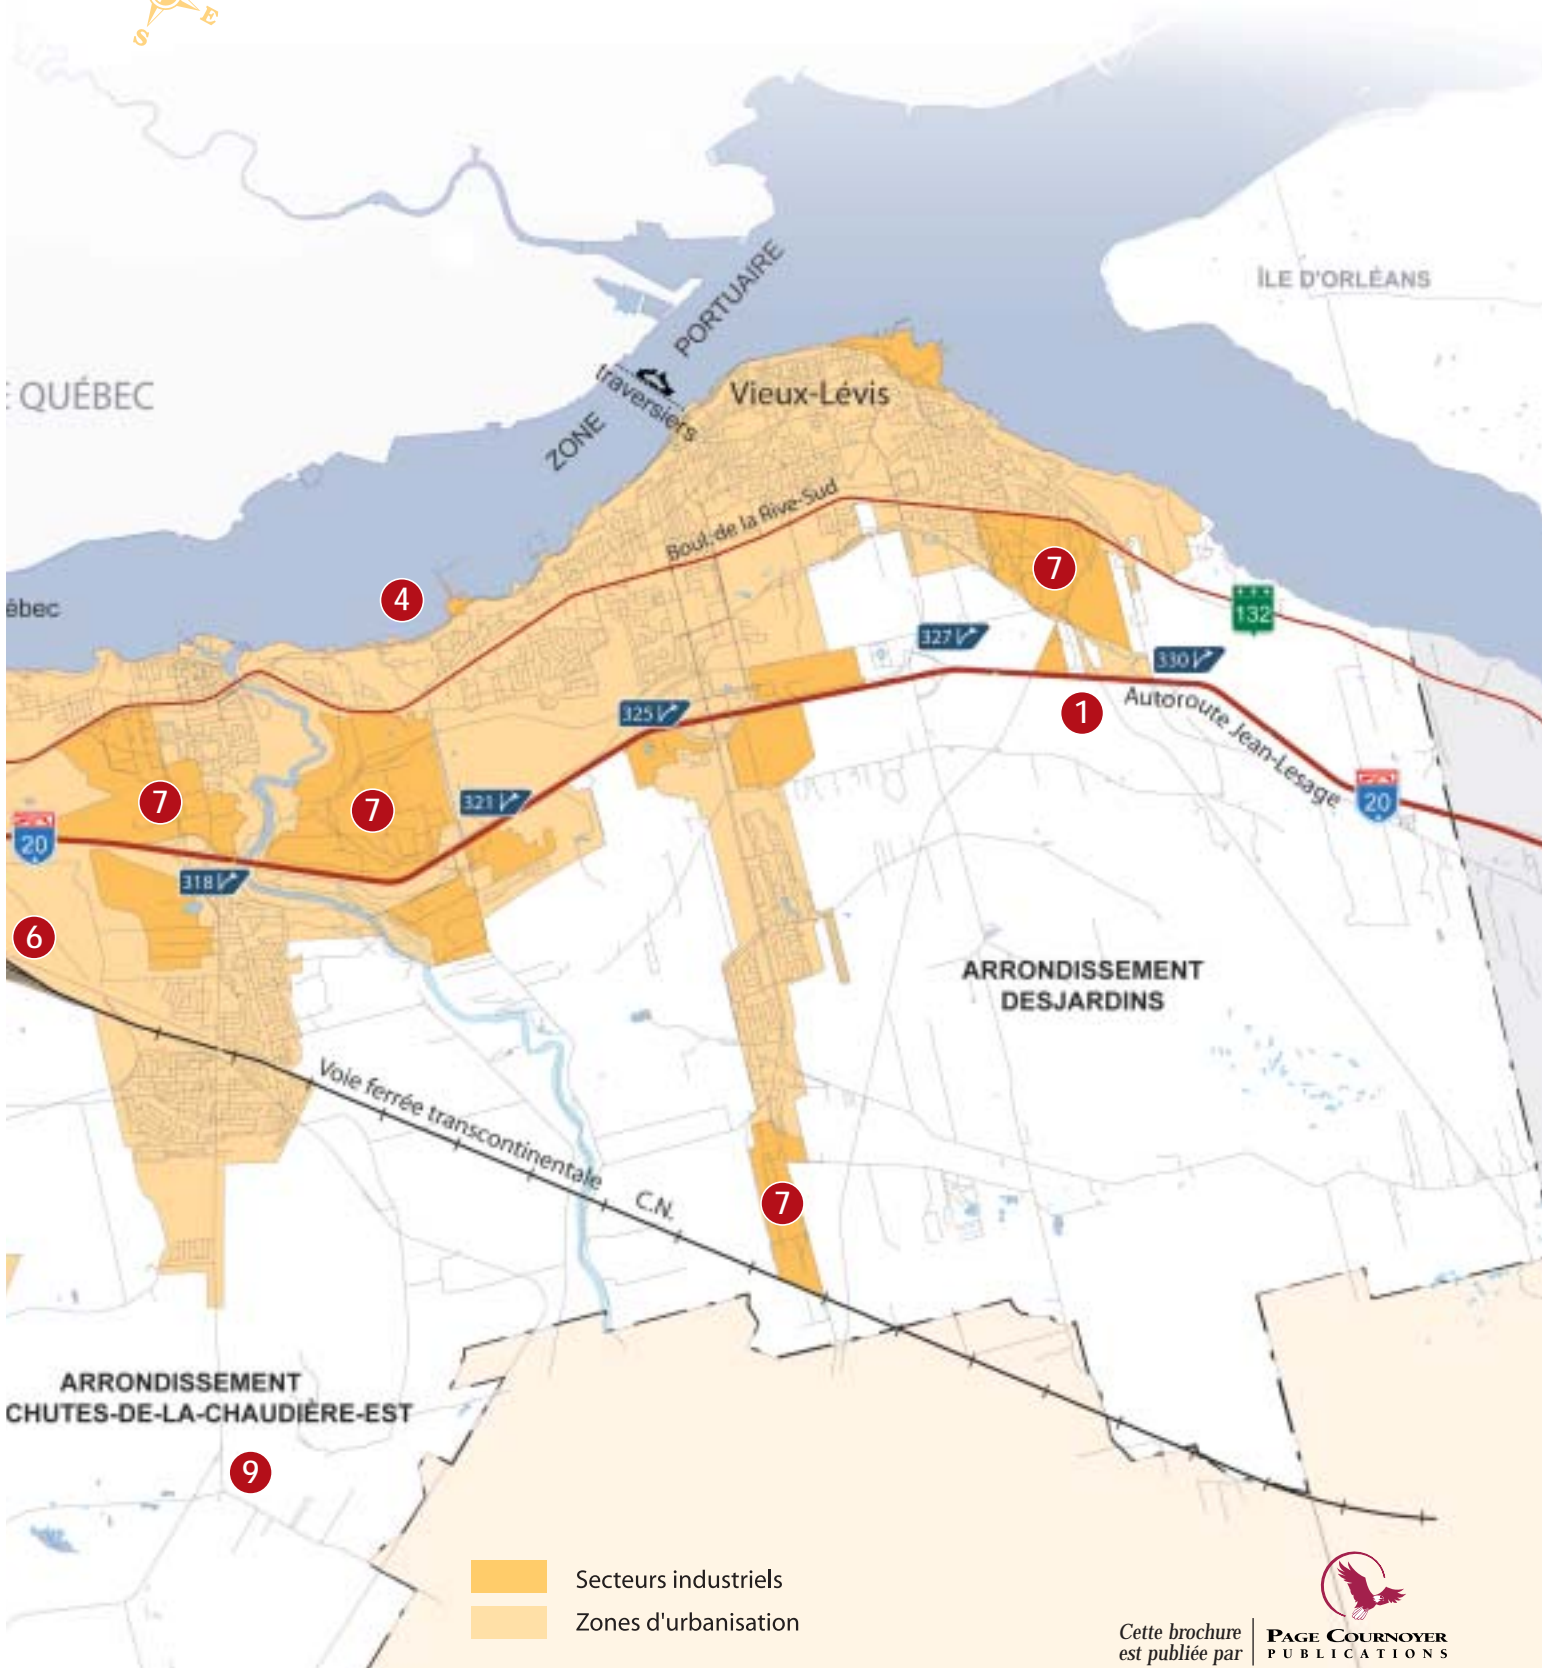 S
E
ÎLE D'ORLÉANS
PORTUAIRE
traversiers
ZONE
QUÉBEC
Vieux-Lévis
Boul. de la Rive-Sud
4
7
ébec
132
327
330
325
1
Autoroute Jean-Lesage
7
7
321
20
20
318
6
ARRONDISSEMENT
DESJARDINS
Voie ferrée transcontinentale
C.N.
7
ARRONDISSEMENT
CHUTES-DE-LA-CHAUDIÈRE-EST
9
Secteurs industriels
Zones d'urbanisation
Cette brochure
est publiée par
PAGE COURNOYER
PUBLICATIONS